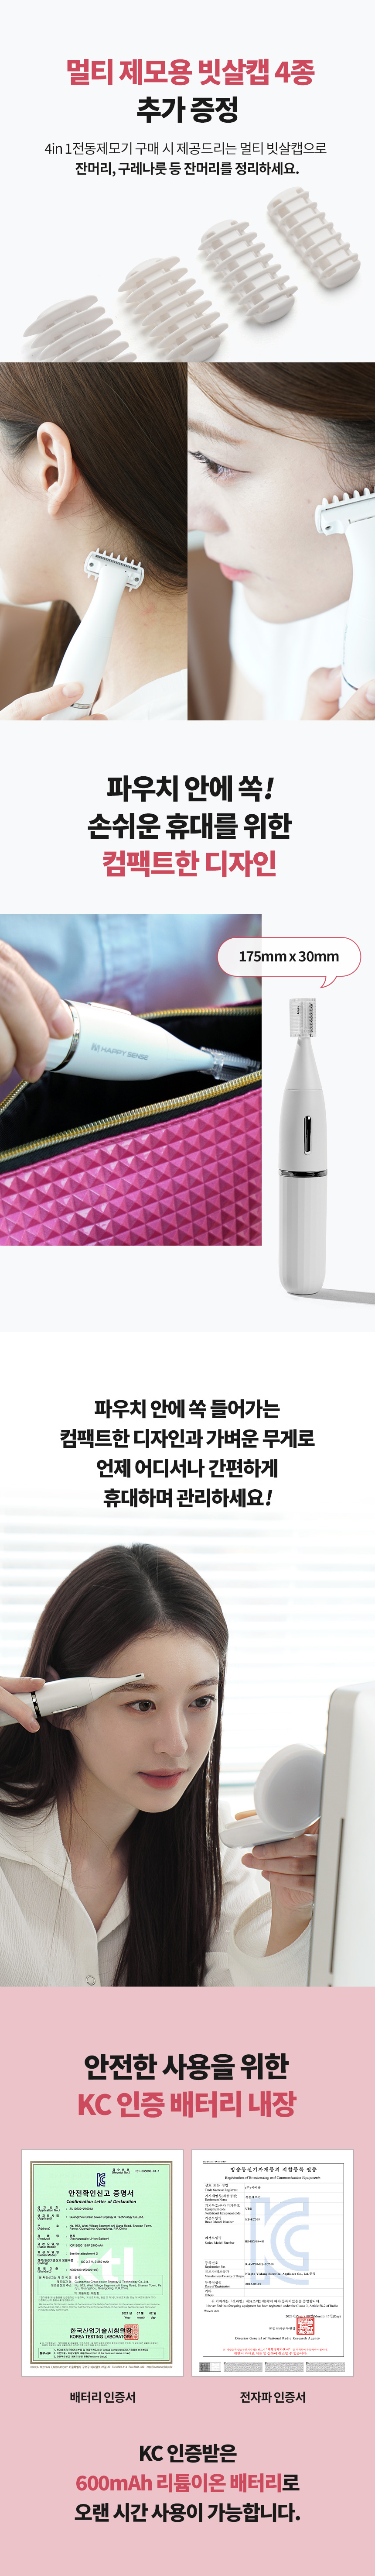 멀티 제모용 빗살캡 4종
추가 증정
4in 1전동제모기 구매 시 제공드리는 멀티 빗살캡으로
잔머리, 구레나룻 등 잔머리를 정리하세요.
파우치 안에 쏙!
손쉬운 휴대를 위한
컴팩트한 디자인
175mm x 30mm
HAPPY SENSE
파우치 안에 쏙 들어가는
컴팩트한 디자인과 가벼운 무게로
언제 어디서나 간편하게
휴대하며 관리하세요!
안전한 사용을 위한
KC 인증 배터리 내장
안전확인신고 증명서
Confirmation Letter of Declaration
한국산업기술시험원장
KOREA TESTING LABORATORY
방송통신기자재등의 적합등록 필증
Registration of Broadcasting and Communication Equipments
Director General of National Radio Research Agency
배터리 인증서
전자파 인증서
KC 인증받은
600mAh 리튬이온 배터리로
오랜 시간 사용이 가능합니다.